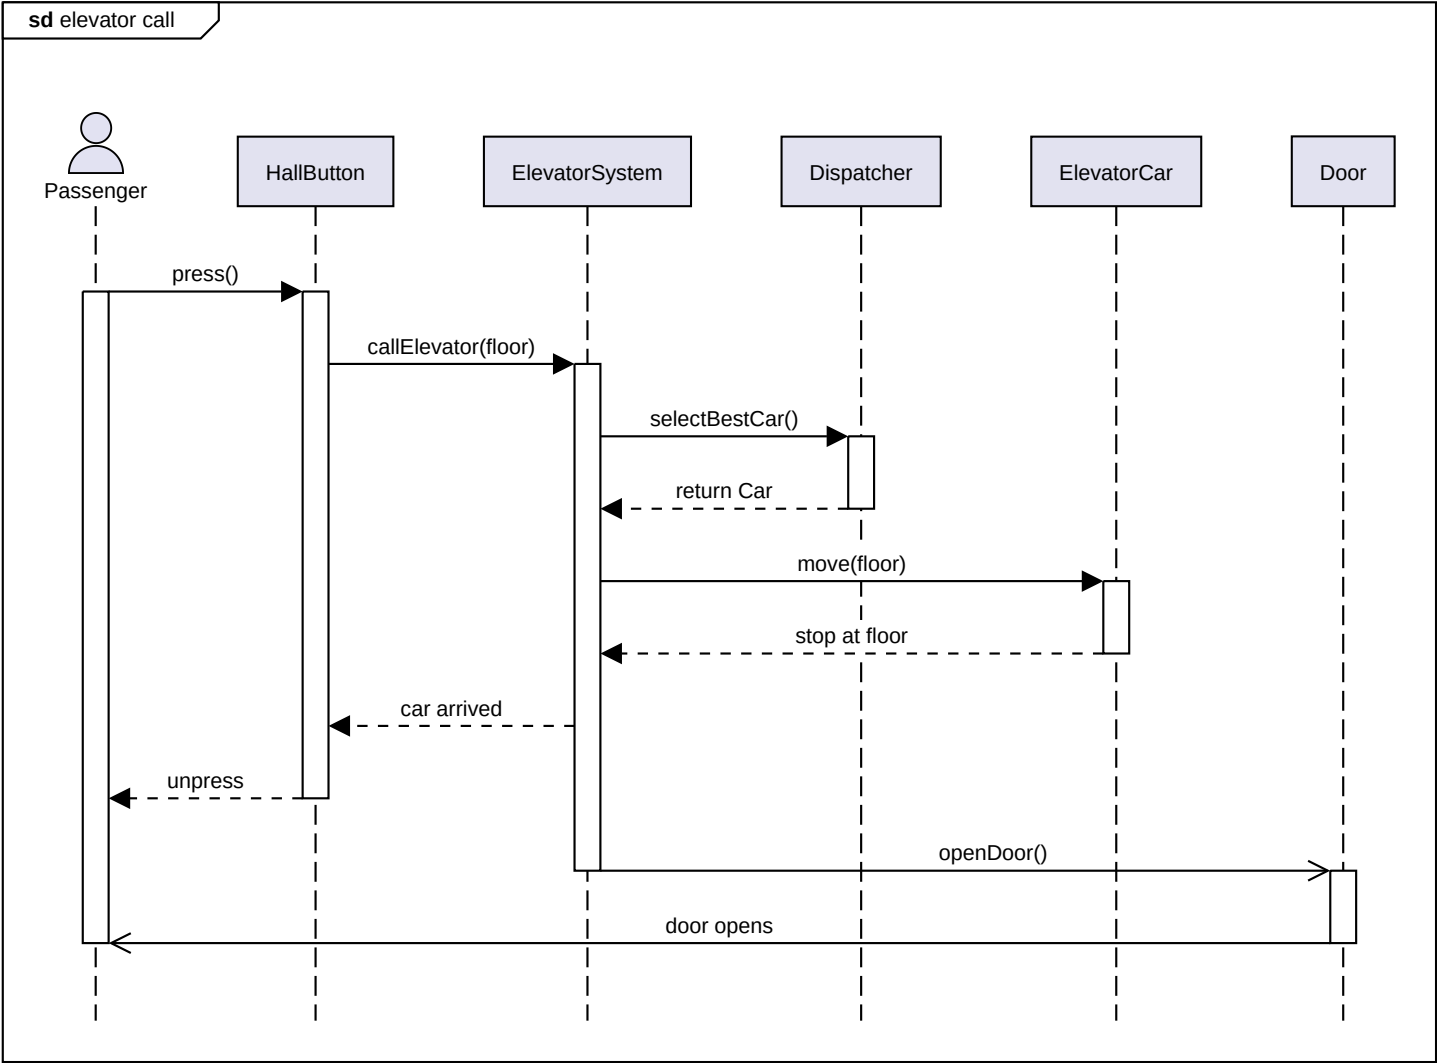 sd elevator call
Passenger
HallButton
ElevatorSystem
Dispatcher
ElevatorCar
Door
press()
callElevator(floor)
selectBestCar()
return Car
move(floor)
stop at floor
car arrived
unpress
openDoor()
door opens